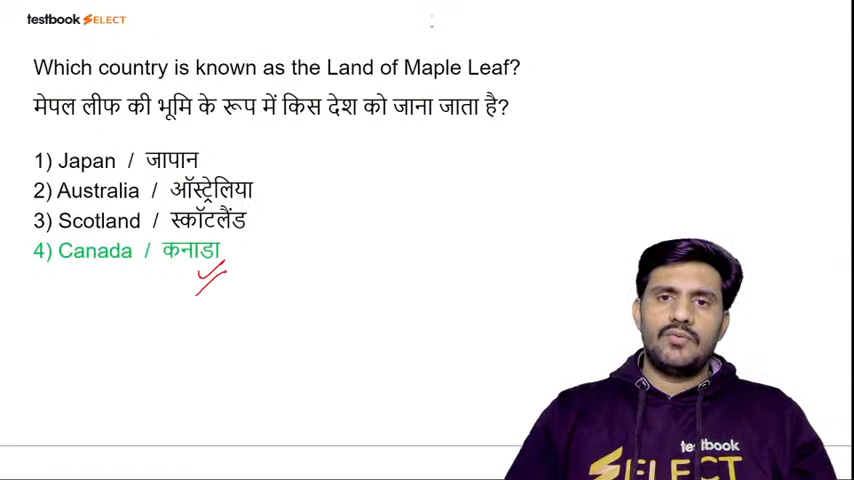 testbook SELECT
Which country is known as the Land of Maple Leaf?
मेपल लीफ की भूमि के रूप में किस देश को जाना जाता है?
1) Japan / जापान
2) Australia / ऑस्ट्रेलिया
3) Scotland / स्कॉटलैंड
4) Canada / कनाडा
testbook
SELECT